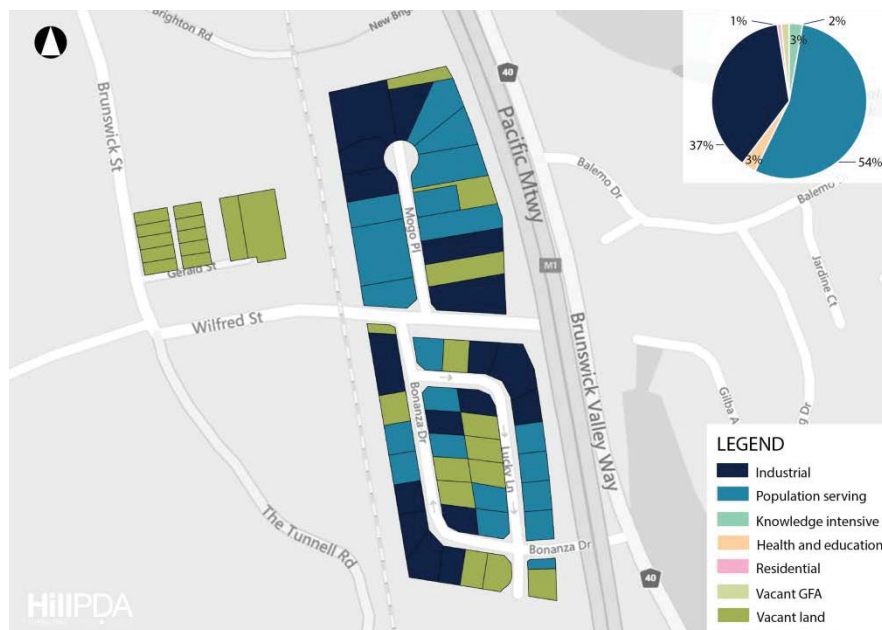 Brighton Rd
New Brig
1%
2%
3%
37%
3%
54%
40
Brunswick St
Pacific Mtwy
Balemo Dr
Balemo
Mogo Pl
M1
Jardine Ct
Gerald St
Wilfred St
Brunswick Valley Way
Bonanza Dr
Lucky Ln
Gilba A
g Dr
The Tunnell Rd
Bonanza Dr
40
LEGEND
Industrial
Population serving
Knowledge intensive
Health and education
Residential
Vacant GFA
Vacant land
HillPDA